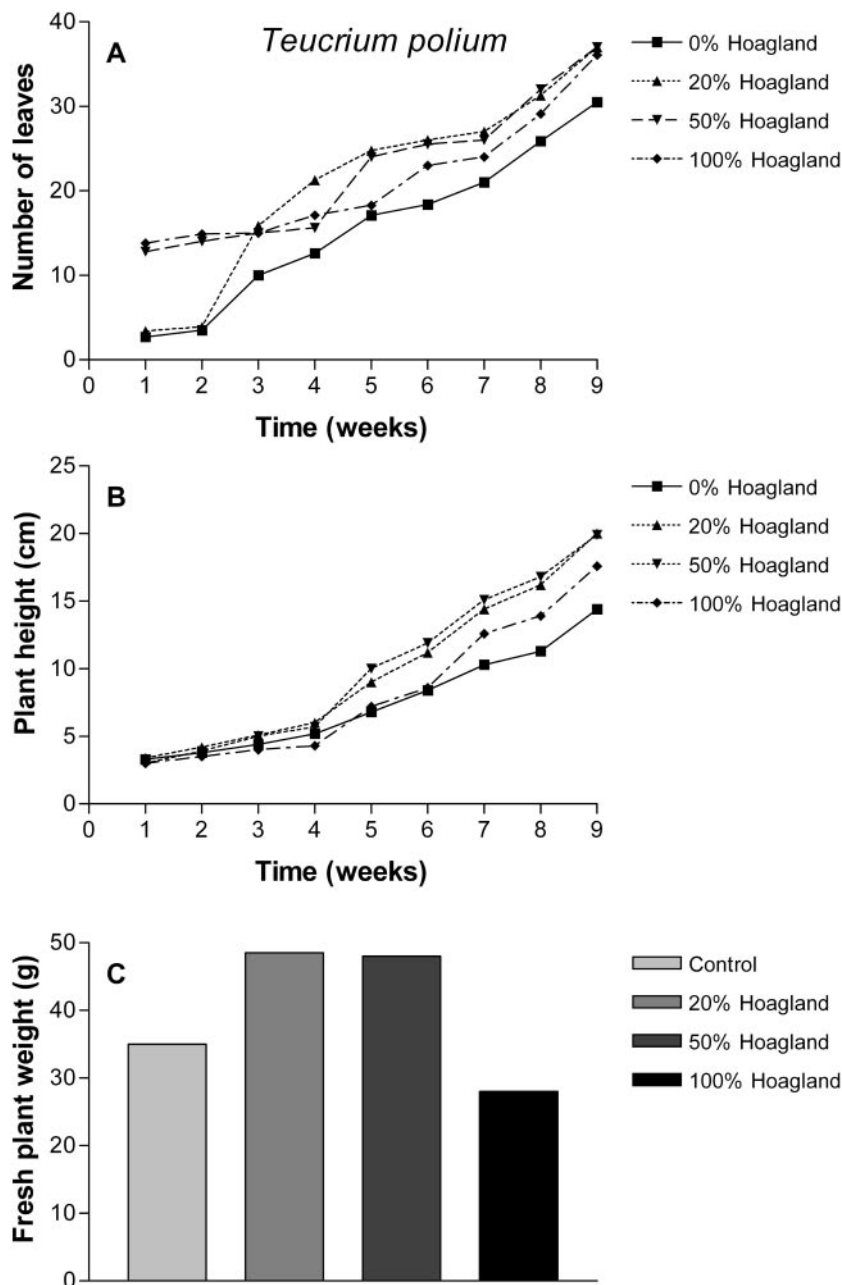 A
Teucrium polium
Number of leaves
40
30
20
10
0
0 1 2 3 4 5 6 7 8 9
Time (weeks)
0% Hoagland
20% Hoagland
50% Hoagland
100% Hoagland
B
Plant height (cm)
25
20
15
10
5
0
0 1 2 3 4 5 6 7 8 9
Time (weeks)
0% Hoagland
20% Hoagland
50% Hoagland
100% Hoagland
C
Fresh plant weight (g)
50
40
30
20
10
0
Control
20% Hoagland
50% Hoagland
100% Hoagland